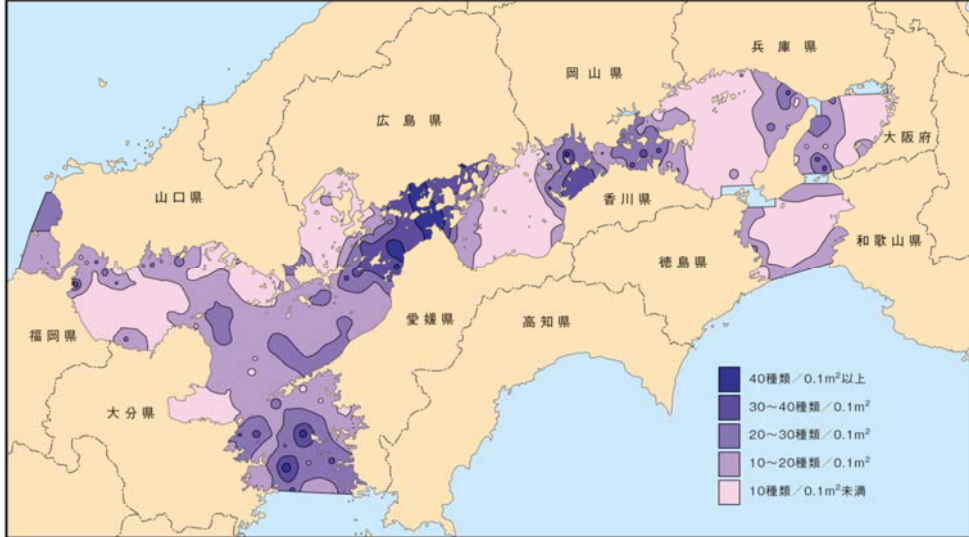 兵庫県
岡山県
広島県
大阪府
山口県
香川県
和歌山県
徳島県
愛媛県
高知県
福岡県
大分県
40種類／0.1m²以上
30～40種類／0.1m²
20～30種類／0.1m²
10～20種類／0.1m²
10種類／0.1m²未満